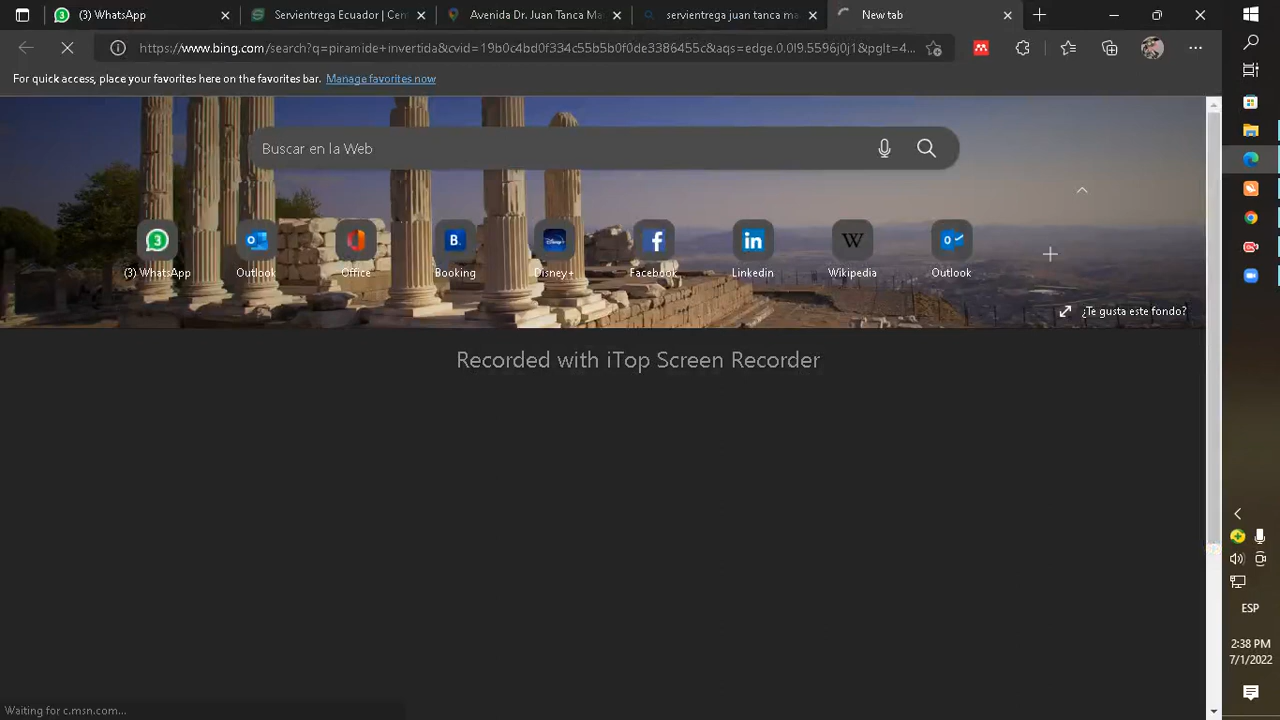 (3) WhatsApp
Servientrega Ecuador | Cen
Avenida Dr. Juan Tanca Ma
servientrega juan tanca ma
New tab
https://www.bing.com/search?q=piramide+invertida&cvid=19b0c4bd0f334c55b5b0f0de3386455c&aqs=edge.0.0l9.5596j0j1&pglt=4...
For quick access, place your favorites here on the favorites bar. Manage favorites now
Buscar en la Web
3
B.
in
W
(3) WhatsApp
Outlook
Office
Booking
Disney+
Facebook
Linkedin
Wikipedia
Outlook
¿Te gusta este fondo?
Recorded with iTop Screen Recorder
ESP
2:38 PM
7/1/2022
Waiting for c.msn.com...